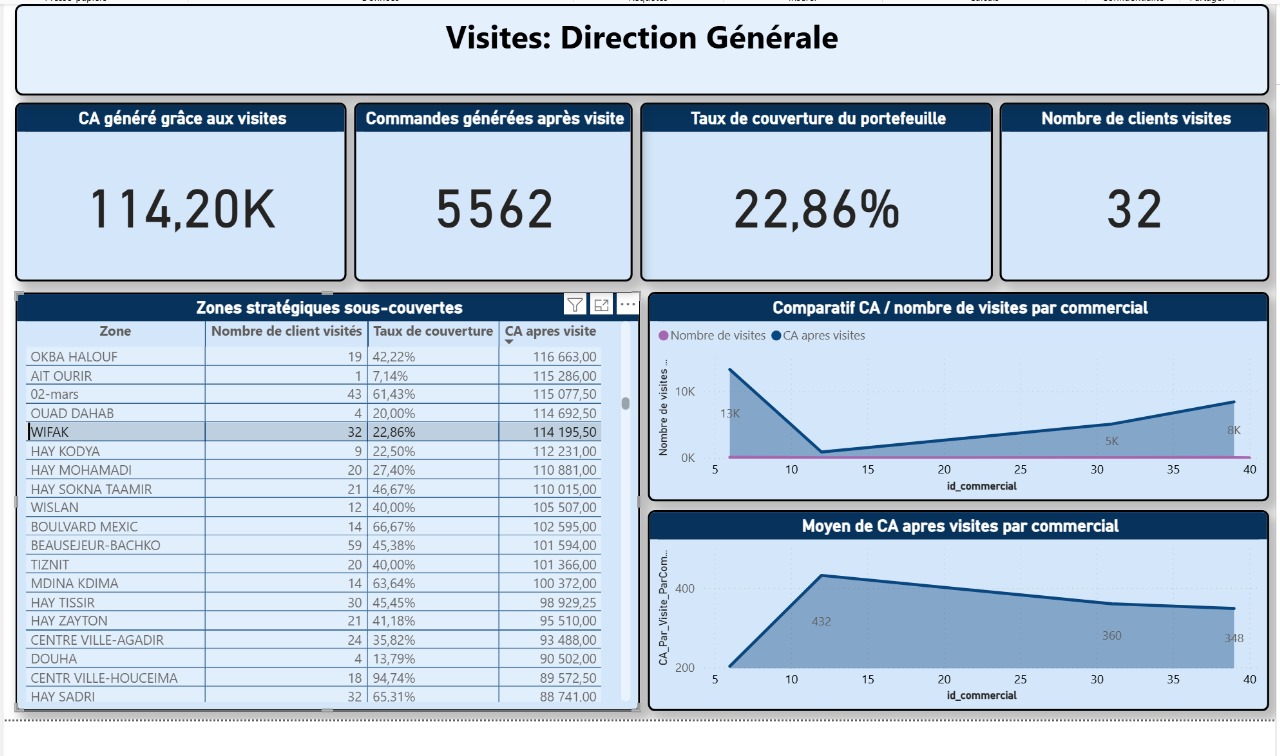 Visites: Direction Générale
CA généré grâce aux visites
114,20K
Commandes générées après visite
5562
Taux de couverture du portefeuille
22,86%
Nombre de clients visites
32
Zones stratégiques sous-couvertes
Zone Nombre de client visités Taux de couverture CA apres visite
OKBA HALOUF 19 42,22% 116 663,00
AIT OURIR 1 7,14% 115 286,00
02-mars 43 61,43% 115 077,50
OUAD DAHAB 4 20,00% 114 692,50
WIFAK 32 22,86% 114 195,50
HAY KODYA 9 22,50% 112 231,00
HAY MOHAMADI 20 27,40% 110 881,00
HAY SOKNA TAAMIR 21 46,67% 110 015,00
WISLAN 12 40,00% 105 507,00
BOULVARD MEXIC 14 66,67% 102 595,00
BEAUSEJEUR-BACHKO 59 45,38% 101 594,00
TIZNIT 20 40,00% 101 366,00
MDINA KDIMA 14 63,64% 100 372,00
HAY TISSIR 30 45,45% 98 929,25
HAY ZAYTON 21 41,18% 95 510,00
CENTRE VILLE-AGADIR 24 35,82% 93 488,00
DOUHA 4 13,79% 90 502,00
CENTR VILLE-HOUCEIMA 18 94,74% 89 572,50
HAY SADRI 32 65,31% 88 741,00
Comparatif CA / nombre de visites par commercial
Nombre de visites CA apres visites
Nombre de visites ...
10K
0K
13K
5K
8K
5 10 15 20 25 30 35 40
id_commercial
Moyen de CA apres visites par commercial
CA_Par_Visite_ParCom...
400
200
432
360
348
5 10 15 20 25 30 35 40
id_commercial